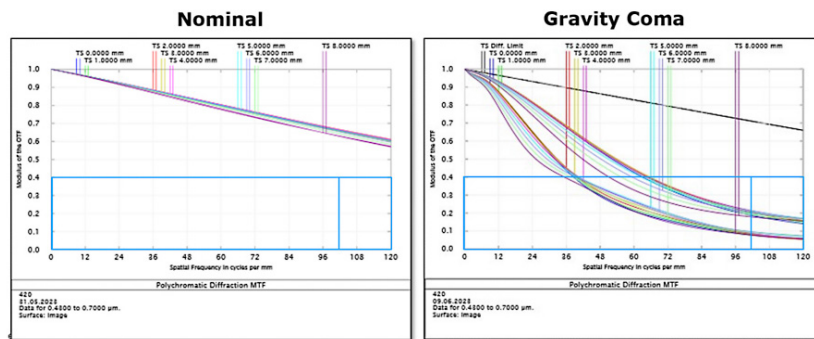 Nominal
Gravity Coma
TS 0.0000 mm
TS 1.0000 mm
TS 2.0000 mm
TS 3.0000 mm
TS 4.0000 mm
TS 5.0000 mm
TS 6.0000 mm
TS 7.0000 mm
TS 8.0000 mm
1.0
0.9
0.8
0.7
0.6
0.5
0.4
0.3
0.2
0.1
0.0
Modulus of the OTF
0 12 24 36 48 60 72 84 96 108 120
Spatial Frequency in cycles per mm
Polychromatic Diffraction MTF
420
31.05.2023
Data for 0.4300 to 0.7000 µm.
Surface: Image
TS Diff. Limit
TS 0.0000 mm
TS 1.0000 mm
TS 2.0000 mm
TS 3.0000 mm
TS 4.0000 mm
TS 5.0000 mm
TS 6.0000 mm
TS 7.0000 mm
TS 8.0000 mm
1.0
0.9
0.8
0.7
0.6
0.5
0.4
0.3
0.2
0.1
0.0
Modulus of the OTF
0 12 24 36 48 60 72 84 96 108 120
Spatial Frequency in cycles per mm
Polychromatic Diffraction MTF
420
09.06.2023
Data for 0.4300 to 0.7000 µm.
Surface: Image